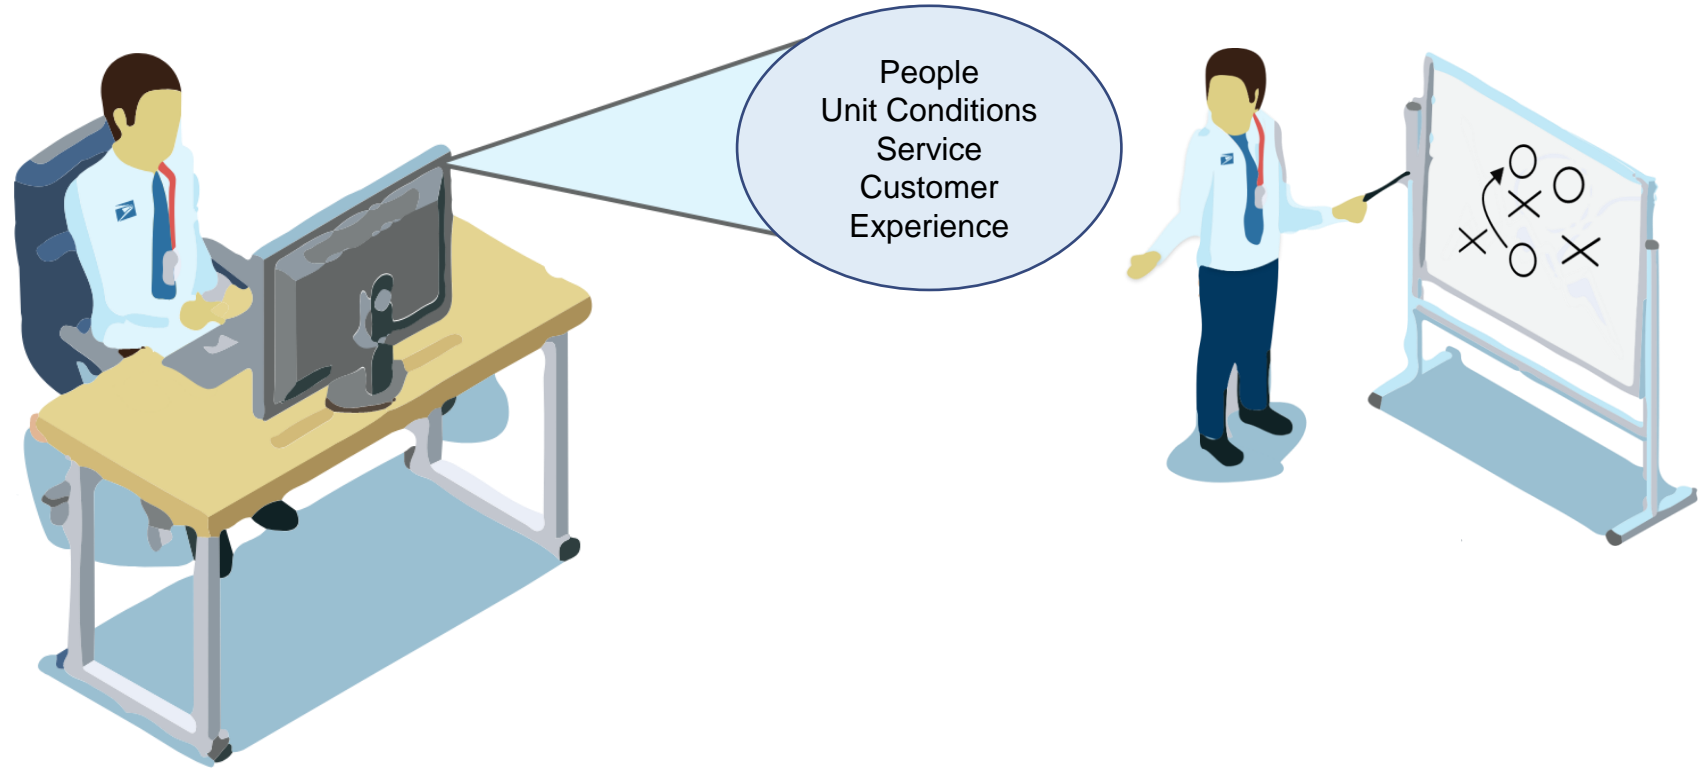 People
Unit Conditions
Service
Customer
Experience